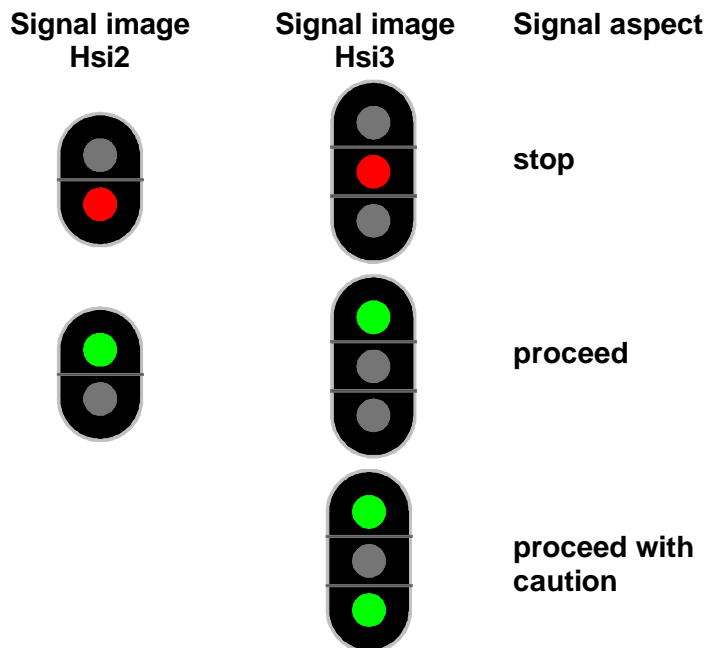 Signal image
Hsi2
Signal image
Hsi3
Signal aspect
stop
proceed
proceed with
caution